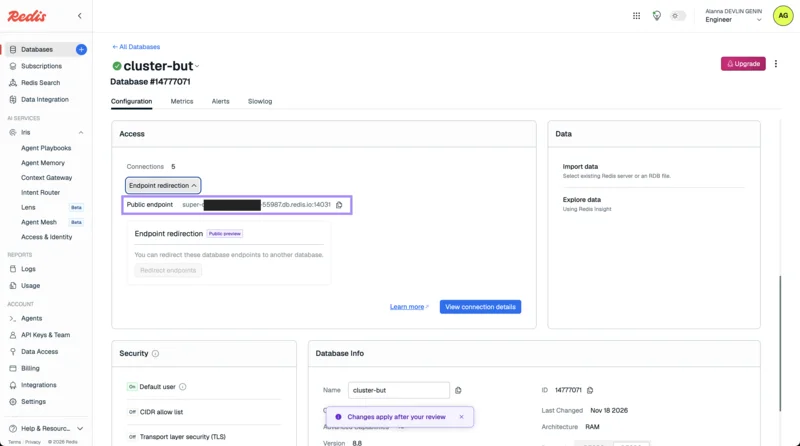 Redis
Alanna DEVLIN GENIN
Engineer
AG
Databases
Subscriptions
Redis Search
Data Integration
AI SERVICES
Iris
Agent Playbooks
Agent Memory
Context Gateway
Intent Router
Lens Beta
Agent Mesh Beta
Access & Identity
REPORTS
Logs
Usage
ACCOUNT
Agents
API Keys & Team
Data Access
Billing
Integrations
Settings
Help & Resourc...
Terms | Privacy © 2026 Redis
← All Databases
cluster-but
Upgrade
Database #14777071
Configuration Metrics Alerts Slowlog
Access
Connections 5
Endpoint redirection
Public endpoint super- -55987.db.redis.io:14031
Endpoint redirection Public preview
You can redirect these database endpoints to another database.
Redirect endpoints
Learn more
View connection details
Data
Import data
Select existing Redis server or an RDB file.
Explore data
Using Redis Insight
Security
On Default user
Off CIDR allow list
Off Transport layer security (TLS)
Database Info
Name cluster-but
Version 8.8
ID 14777071
Last Changed Nov 18 2026
Architecture RAM
Changes apply after your review